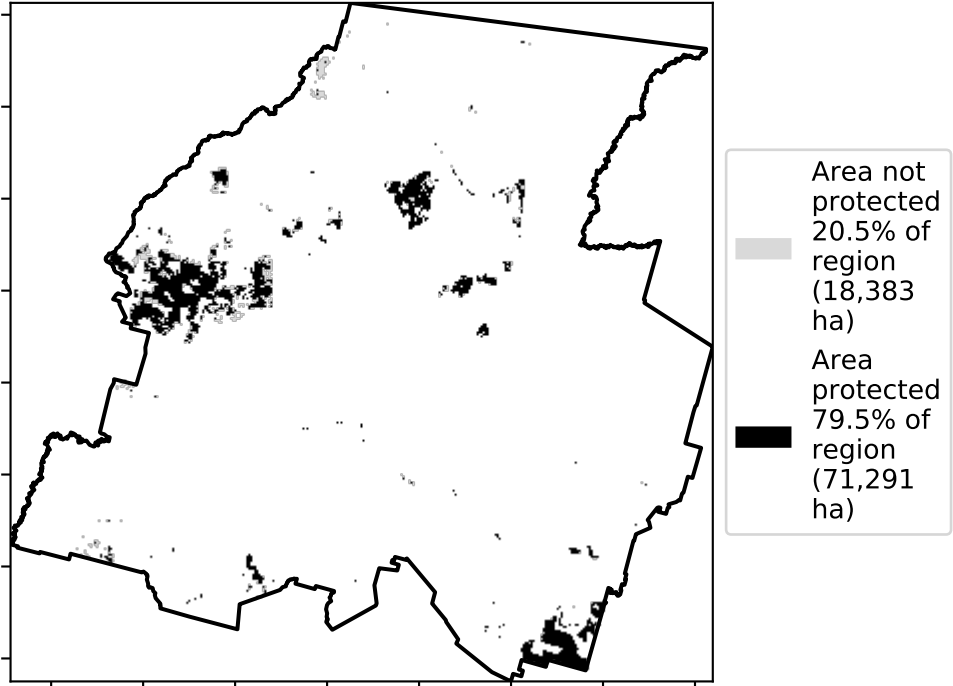 Area not
protected
20.5% of
region
(18,383
ha)
Area
protected
79.5% of
region
(71,291
ha)